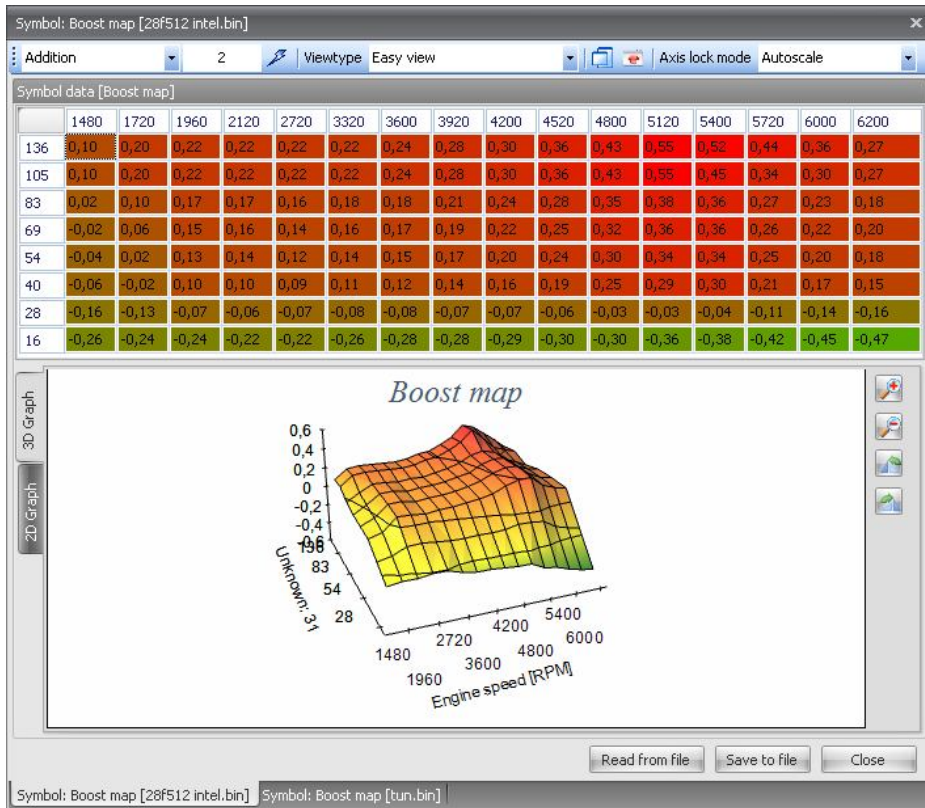 Symbol: Boost map [28f512 intel.bin] x
Addition 2 Viewtype Easy view Axis lock mode Autoscale
Symbol data [Boost map]
1480 1720 1960 2120 2720 3320 3600 3920 4200 4520 4800 5120 5400 5720 6000 6200
136 0,10 0,20 0,22 0,22 0,22 0,22 0,24 0,28 0,30 0,36 0,43 0,55 0,52 0,44 0,36 0,27
105 0,10 0,20 0,22 0,22 0,22 0,22 0,24 0,28 0,30 0,36 0,43 0,55 0,45 0,34 0,30 0,27
83 0,02 0,10 0,17 0,17 0,16 0,18 0,18 0,21 0,24 0,28 0,35 0,38 0,36 0,27 0,23 0,18
69 -0,02 0,06 0,15 0,16 0,14 0,16 0,17 0,19 0,22 0,25 0,32 0,36 0,36 0,26 0,22 0,20
54 -0,04 0,02 0,13 0,14 0,12 0,14 0,15 0,17 0,20 0,24 0,30 0,34 0,34 0,25 0,20 0,18
40 -0,06 -0,02 0,10 0,10 0,09 0,11 0,12 0,14 0,16 0,19 0,25 0,29 0,30 0,21 0,17 0,15
28 -0,16 -0,13 -0,07 -0,06 -0,07 -0,08 -0,08 -0,07 -0,07 -0,06 -0,03 -0,03 -0,04 -0,11 -0,14 -0,16
16 -0,26 -0,24 -0,24 -0,22 -0,22 -0,26 -0,28 -0,28 -0,29 -0,30 -0,30 -0,36 -0,38 -0,42 -0,45 -0,47
3D Graph
2D Graph
Boost map
0,6
0,4
0,2
0
-0,2
-0,4
-0,6
136
83
54
28
Unknown: 31
1480
1960
2720
3600
4200
4800
5400
6000
Engine speed [RPM]
Read from file Save to file Close
Symbol: Boost map [28f512 intel.bin] Symbol: Boost map [tun.bin]